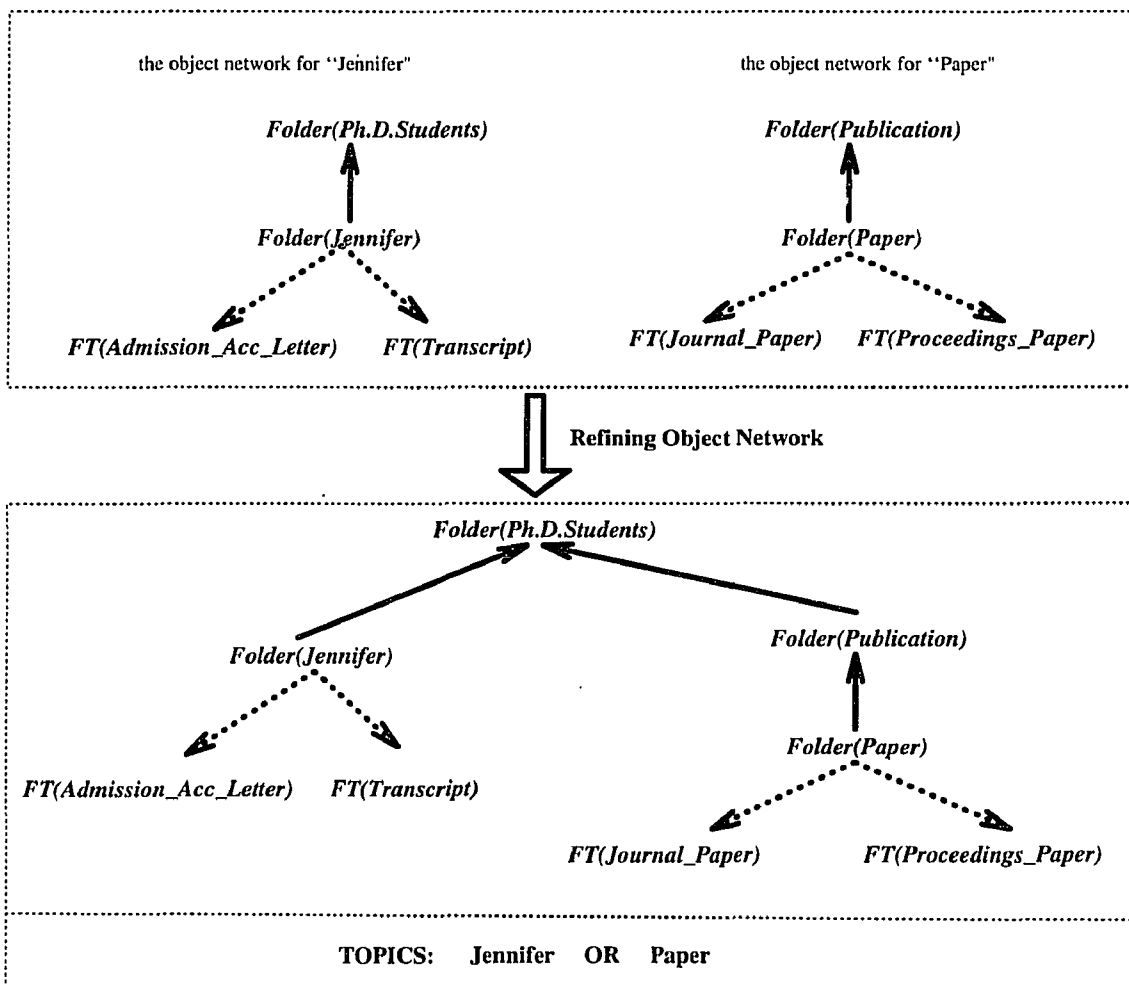 the object network for “Jennifer"
the object network for “Paper"
Folder(Ph.D.Students)
Folder(Publication)
Folder(Jennifer)
Folder(Paper)
FT(Admission_Acc_Letter)
FT(Transcript)
FT(Journal_Paper)
FT(Proceedings_Paper)
Refining Object Network
Folder(Ph.D.Students)
Folder(Jennifer)
Folder(Publication)
FT(Admission_Acc_Letter)
FT(Transcript)
Folder(Paper)
FT(Journal_Paper)
FT(Proceedings_Paper)
TOPICS: Jennifer OR Paper